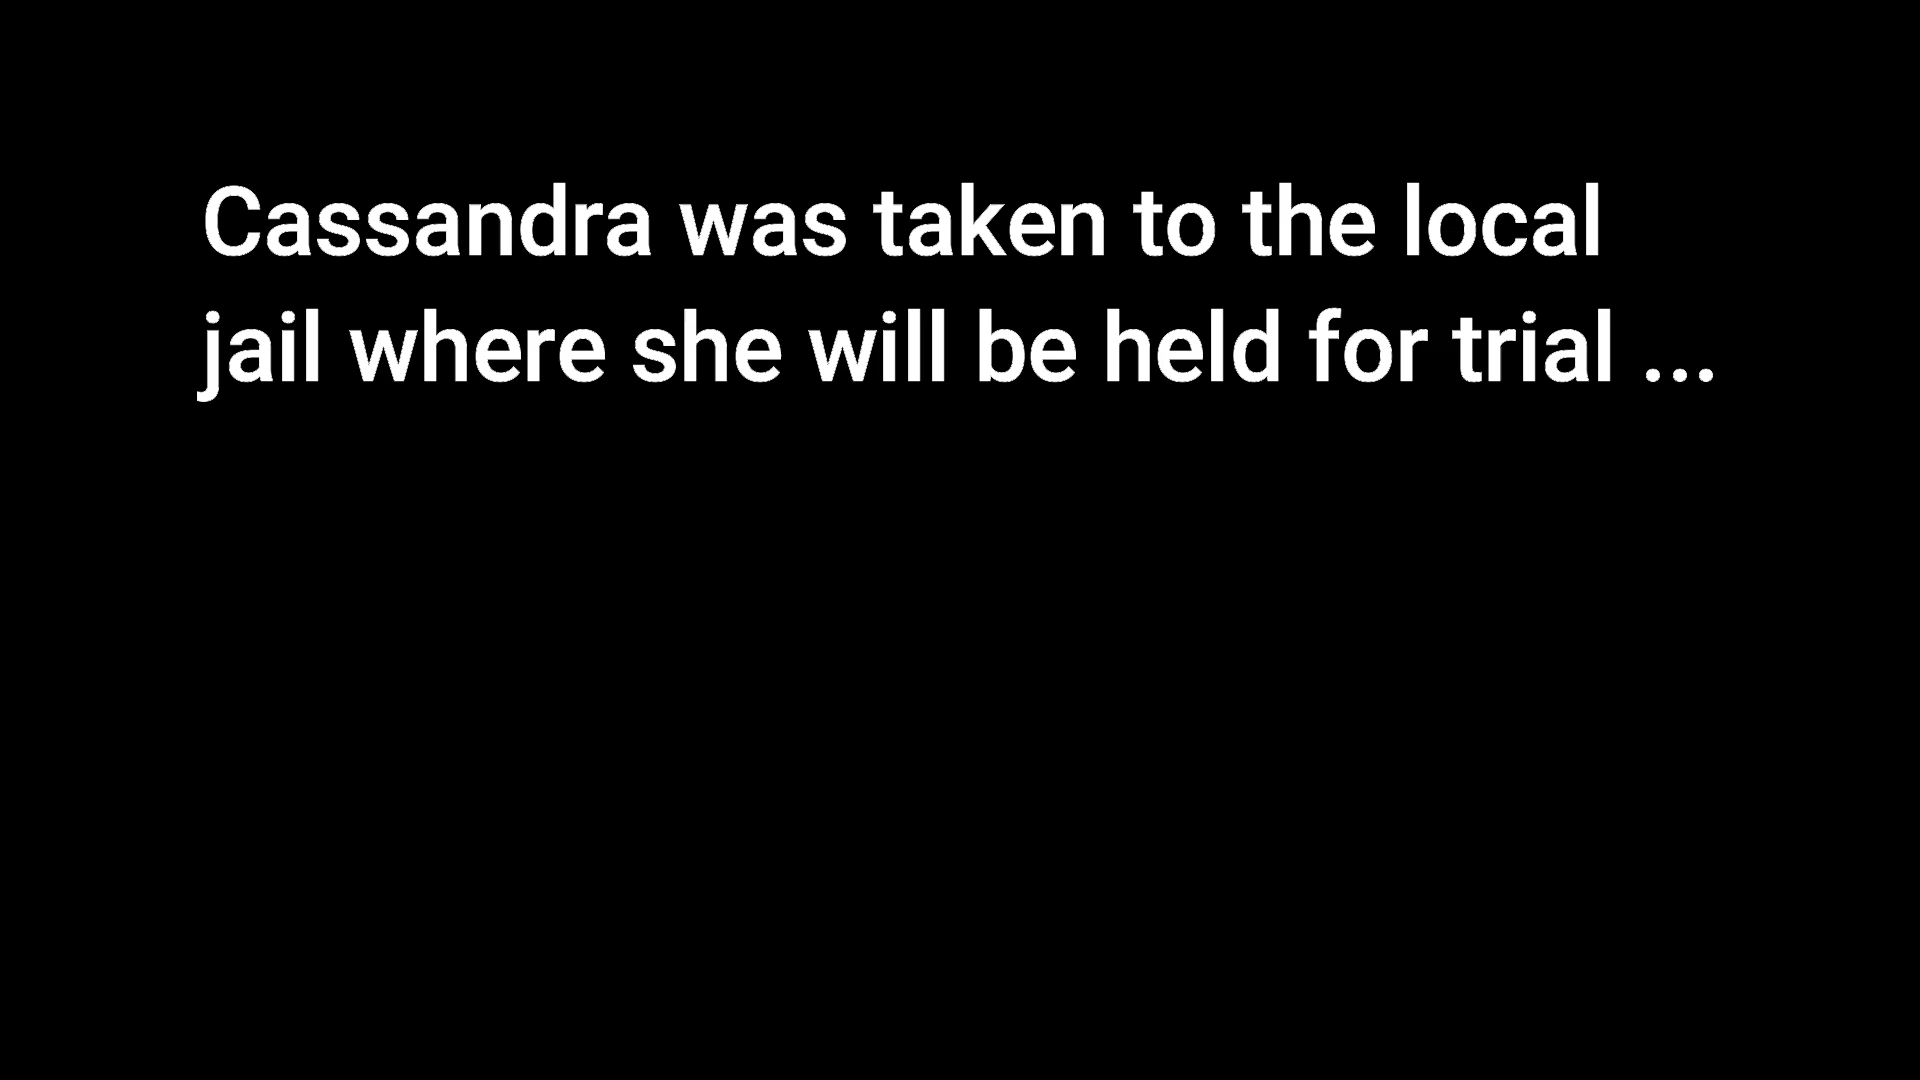 Cassandra was taken to the local
jail where she will be held for trial ...